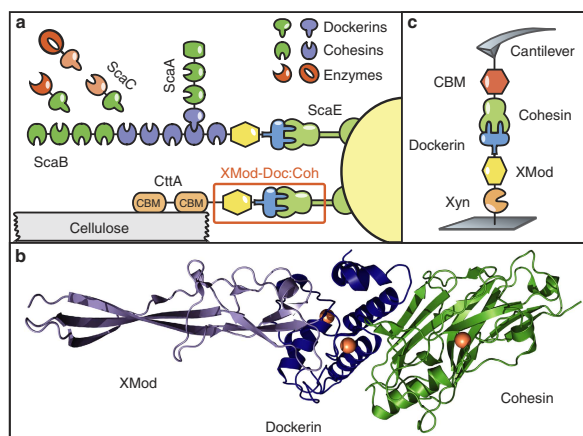 a
Dockerins
Cohesins
Enzymes
ScaC
ScaA
ScaE
ScaB
XMod-Doc:Coh
CttA
CBM
CBM
Cellulose
c
Cantilever
CBM
Cohesin
Dockerin
XMod
Xyn
b
XMod
Dockerin
Cohesin